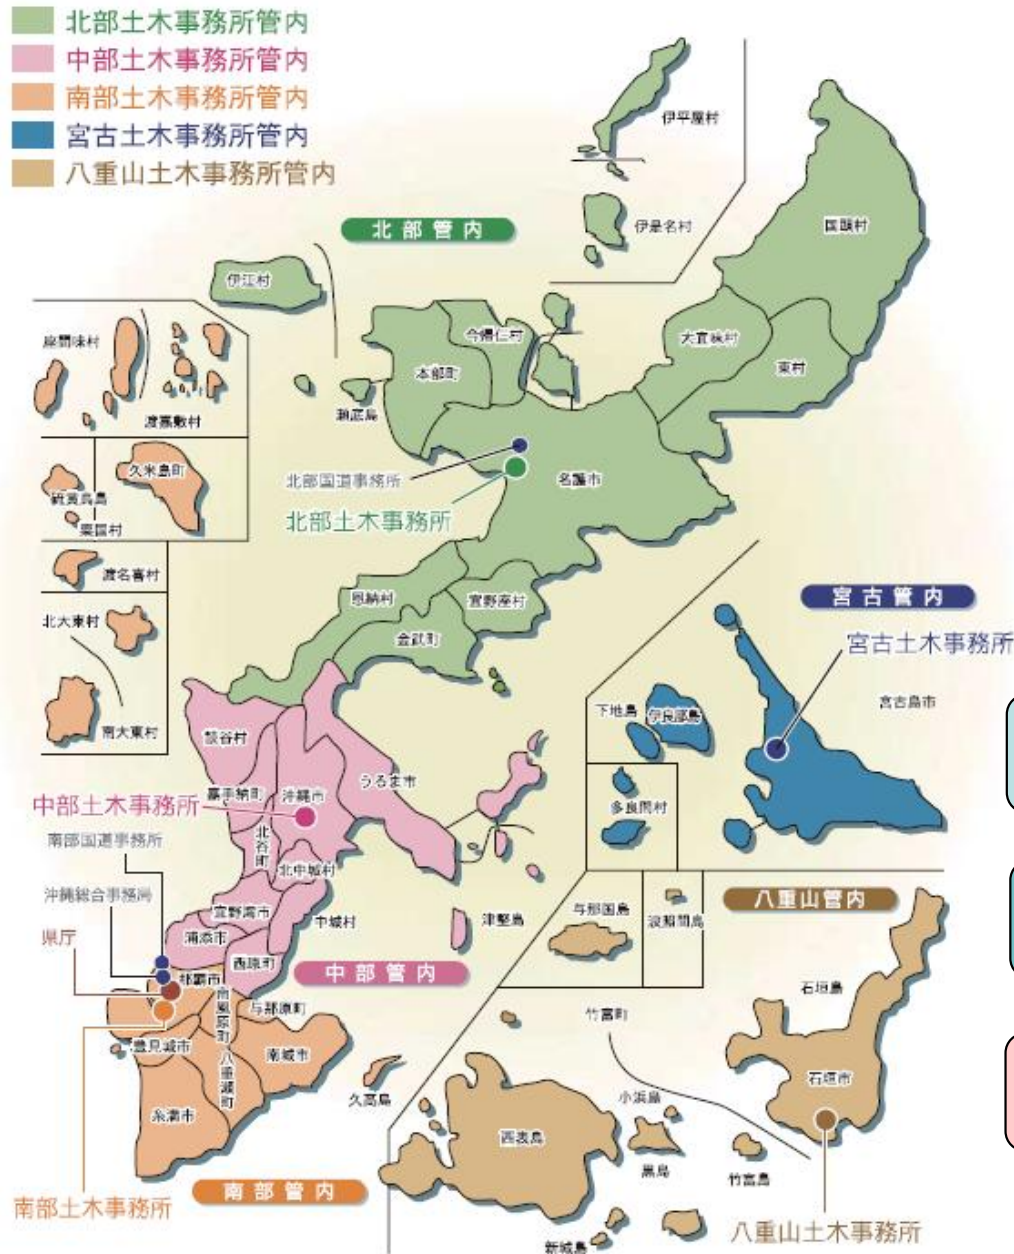 北部土木事務所管内
中部土木事務所管内
南部土木事務所管内
宮古土木事務所管内
八重山土木事務所管内
伊平屋村
伊是名村
国頭村
北部管内
伊江村
今帰仁村
大宜味村
東村
本部町
瀬底島
座間味村
渡嘉敷村
久米島町
硫黄鳥島
粟国村
北部国道事務所
北部土木事務所
名護市
渡名喜村
北大東村
南大東村
恩納村
宜野座村
金武町
宮古管内
宮古土木事務所
宮古島市
下地島
伊良部島
多良間村
読谷村
嘉手納町
沖縄市
うるま市
中部土木事務所
南部国道事務所
北谷町
北中城村
沖縄総合事務局
宜野湾市
中城村
津堅島
県庁
浦添市
西原町
中部管内
那覇市
南風原町
与那原町
豊見城市
八重瀬町
南城市
糸満市
久高島
南部管内
南部土木事務所
八重山管内
与那国島
波照間島
石垣島
竹富町
石垣市
小浜島
西表島
黒島
竹富島
新城島
八重山土木事務所